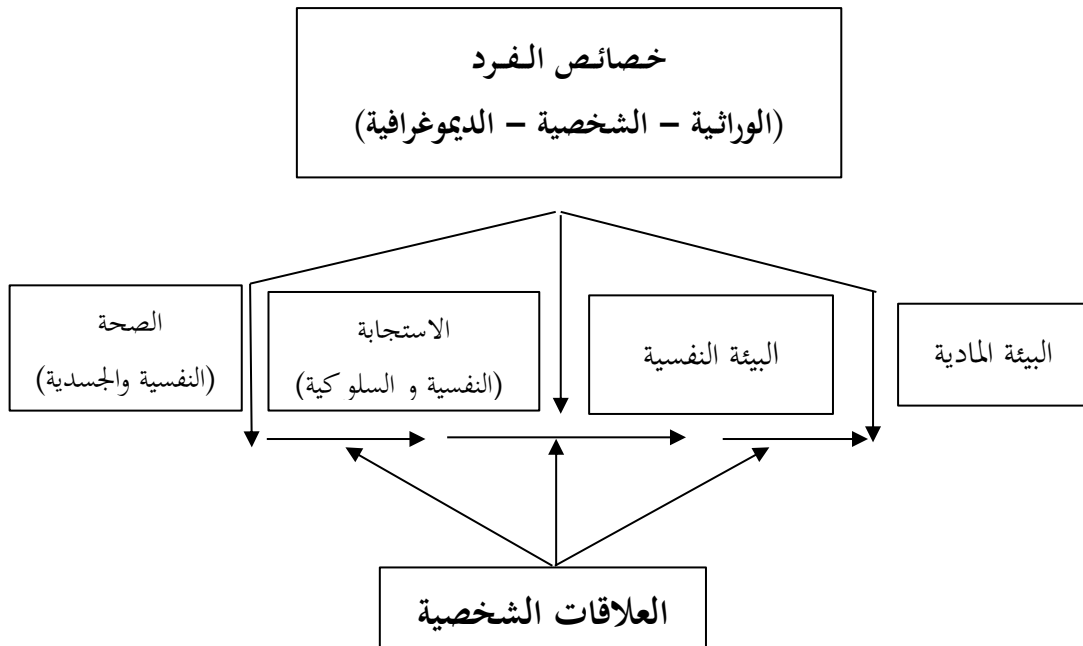 خصائص الفرد
(الوراثية – الشخصية – الديموغرافية)
البيئة المادية
البيئة النفسية
الاستجابة
(النفسية و السلوكية)
الصحة
(النفسية والجسدية)
العلاقات الشخصية